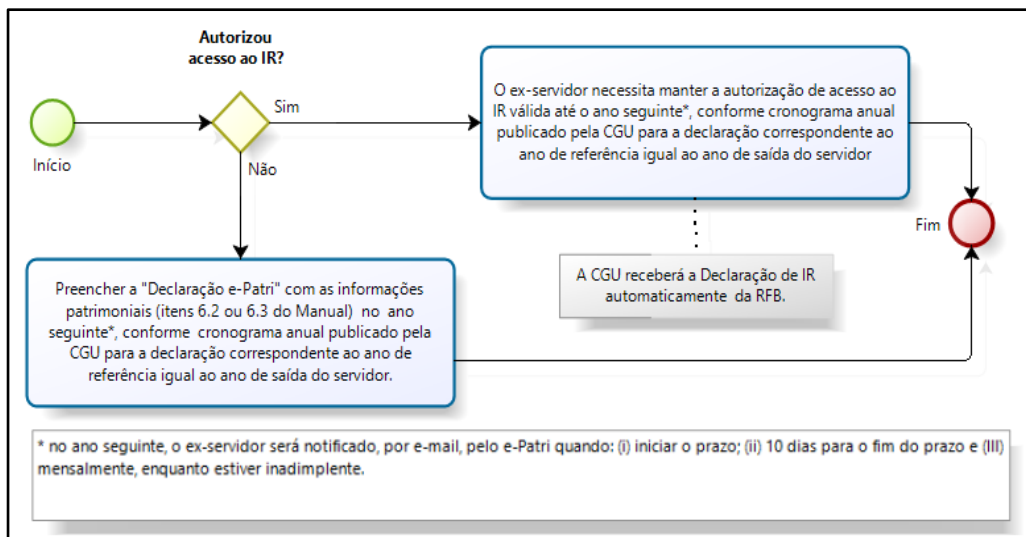 Autorizou
acesso ao IR?
Início
Sim
Não
O ex-servidor necessita manter a autorização de acesso ao
IR válida até o ano seguinte*, conforme cronograma anual
publicado pela CGU para a declaração correspondente ao
ano de referência igual ao ano de saída do servidor
Fim
A CGU receberá a Declaração de IR
automaticamente da RFB.
Preencher a "Declaração e-Patri" com as informações
patrimoniais (itens 6.2 ou 6.3 do Manual) no ano
seguinte*, conforme cronograma anual publicado pela
CGU para a declaração correspondente ao ano de
referência igual ao ano de saída do servidor.
* no ano seguinte, o ex-servidor será notificado, por e-mail, pelo e-Patri quando: (i) iniciar o prazo; (ii) 10 dias para o fim do prazo e (III)
mensalmente, enquanto estiver inadimplente.